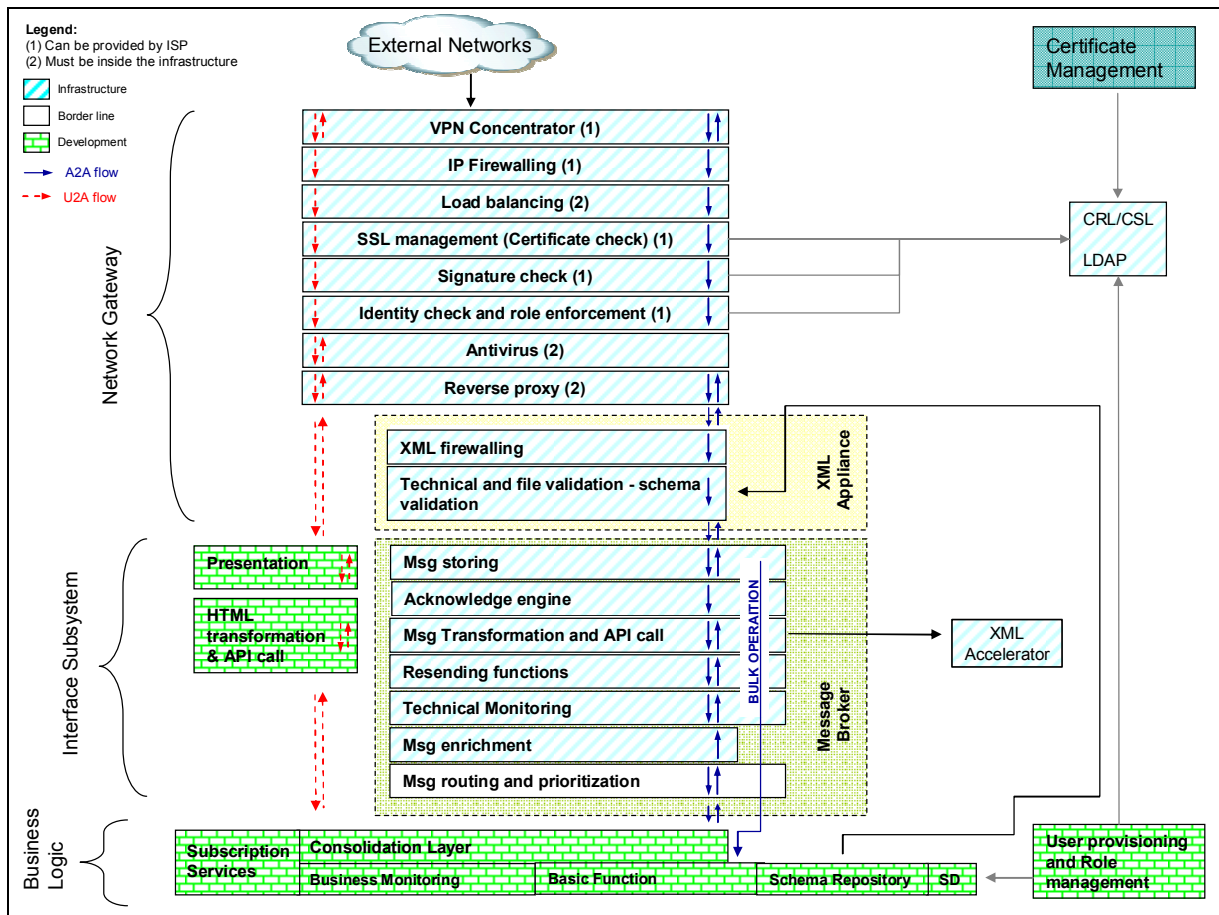 Legend:
(1) Can be provided by ISP
(2) Must be inside the infrastructure
Infrastructure
Border line
Development
A2A flow
U2A flow
External Networks
Certificate
Management
Network Gateway
VPN Concentrator (1)
IP Firewalling (1)
Load balancing (2)
SSL management (Certificate check) (1)
Signature check (1)
Identity check and role enforcement (1)
Antivirus (2)
Reverse proxy (2)
CRL/CSL
LDAP
XML firewalling
Technical and file validation - schema
validation
XML
Appliance
Interface Subsystem
Presentation
HTML
transformation
& API call
Msg storing
Acknowledge engine
Msg Transformation and API call
Resending functions
Technical Monitoring
Msg enrichment
Msg routing and prioritization
BULK OPERAITION
Message
Broker
XML
Accelerator
Business
Logic
Subscription
Services
Consolidation Layer
Business Monitoring
Basic Function
Schema Repository
SD
User provisioning
and Role
management